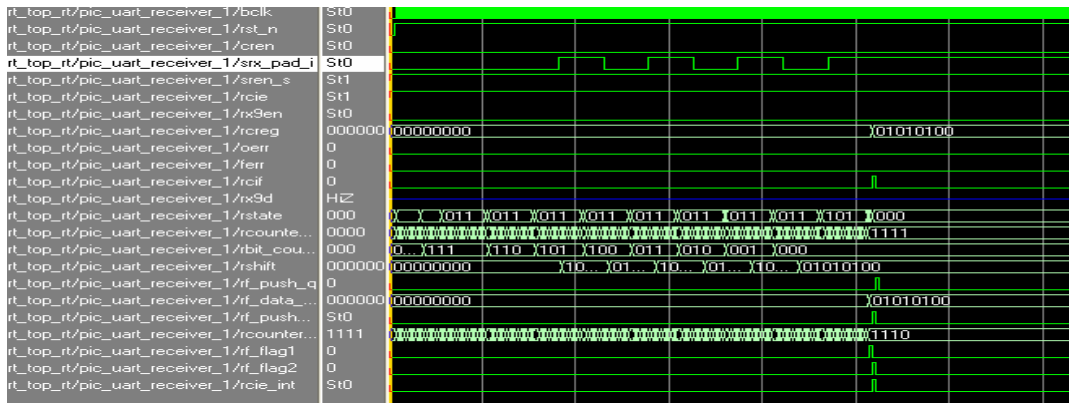 rt_top_rt/pic_uart_receiver_1/bclk St0
rt_top_rt/pic_uart_receiver_1/rst_n St0
rt_top_rt/pic_uart_receiver_1/cren St0
rt_top_rt/pic_uart_receiver_1/srx_pad_i St0
rt_top_rt/pic_uart_receiver_1/sren_s St1
rt_top_rt/pic_uart_receiver_1/rcie St1
rt_top_rt/pic_uart_receiver_1/rx9en St0
rt_top_rt/pic_uart_receiver_1/rcreg 000000 00000000 01010100
rt_top_rt/pic_uart_receiver_1/oerr 0
rt_top_rt/pic_uart_receiver_1/ferr 0
rt_top_rt/pic_uart_receiver_1/rcif 0
rt_top_rt/pic_uart_receiver_1/rx9d HiZ
rt_top_rt/pic_uart_receiver_1/rstate 000 011 011 011 011 011 011 011 011 101 000
rt_top_rt/pic_uart_receiver_1/rcounte... 0000 1111
rt_top_rt/pic_uart_receiver_1/rbit_cou... 000 0... 111 110 101 100 011 010 001 000
rt_top_rt/pic_uart_receiver_1/rshift 000000 00000000 10... 01... 10... 01... 10... 01010100
rt_top_rt/pic_uart_receiver_1/rf_push_q 0
rt_top_rt/pic_uart_receiver_1/rf_data_... 000000 00000000 01010100
rt_top_rt/pic_uart_receiver_1/rf_push... St0
rt_top_rt/pic_uart_receiver_1/rcounter... 1111 1110
rt_top_rt/pic_uart_receiver_1/rf_flag1 0
rt_top_rt/pic_uart_receiver_1/rf_flag2 0
rt_top_rt/pic_uart_receiver_1/rcie_int St0